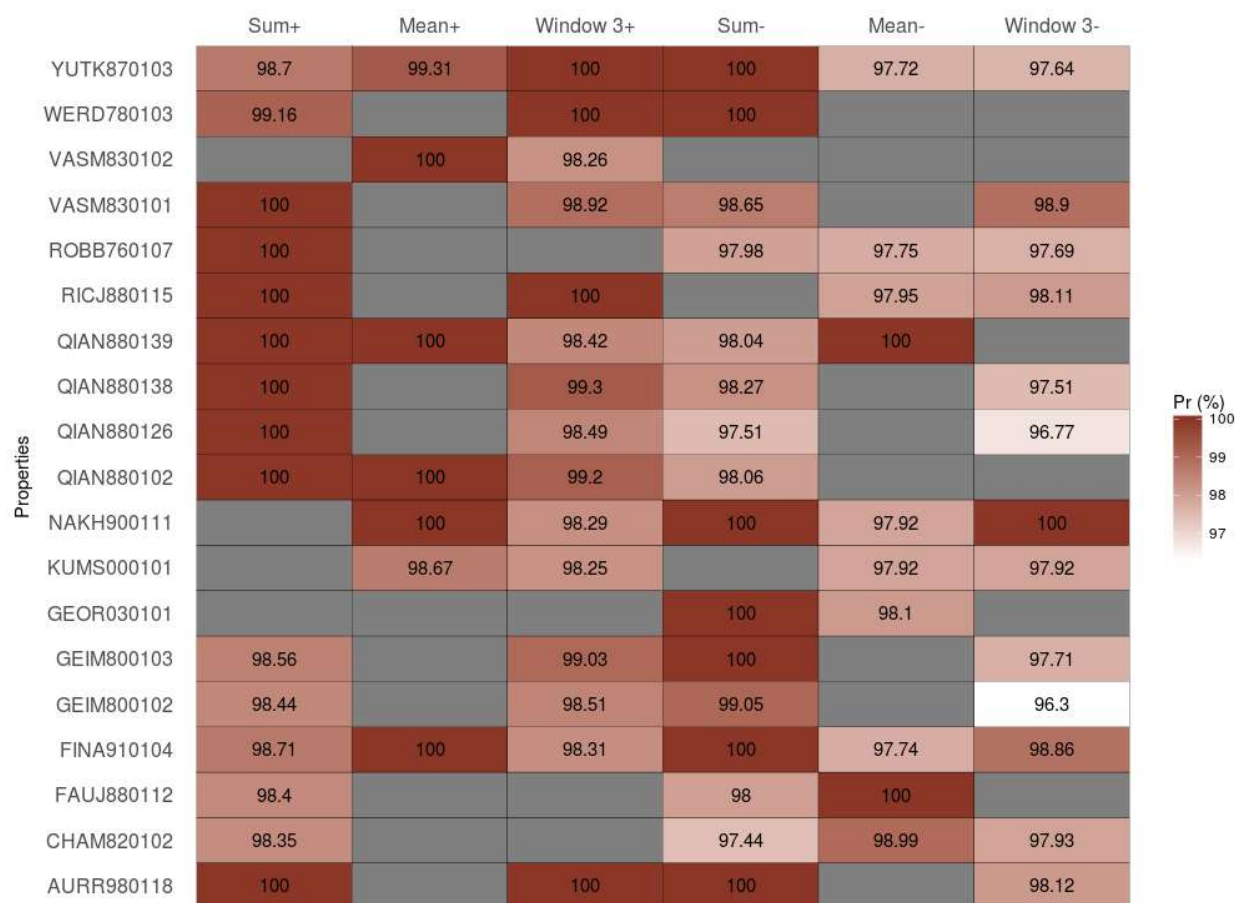 Sum+ Mean+ Window 3+ Sum- Mean- Window 3-
YUTK870103 98.7 99.31 100 100 97.72 97.64
WERD780103 99.16 100 100
VASM830102 100 98.26
VASM830101 100 98.92 98.65 98.9
ROBB760107 100 97.98 97.75 97.69
RICJ880115 100 100 97.95 98.11
QIAN880139 100 100 98.42 98.04 100
QIAN880138 100 99.3 98.27 97.51
QIAN880126 100 98.49 97.51 96.77
QIAN880102 100 100 99.2 98.06
NAKH900111 100 98.29 100 97.92 100
KUMS000101 98.67 98.25 97.92 97.92
GEOR030101 100 98.1
GEIM800103 98.56 99.03 100 97.71
GEIM800102 98.44 98.51 99.05 96.3
FINA910104 98.71 100 98.31 100 97.74 98.86
FAUJ880112 98.4 98 100
CHAM820102 98.35 97.44 98.99 97.93
AURR980118 100 100 100 98.12
Properties
Pr (%)
100
99
98
97